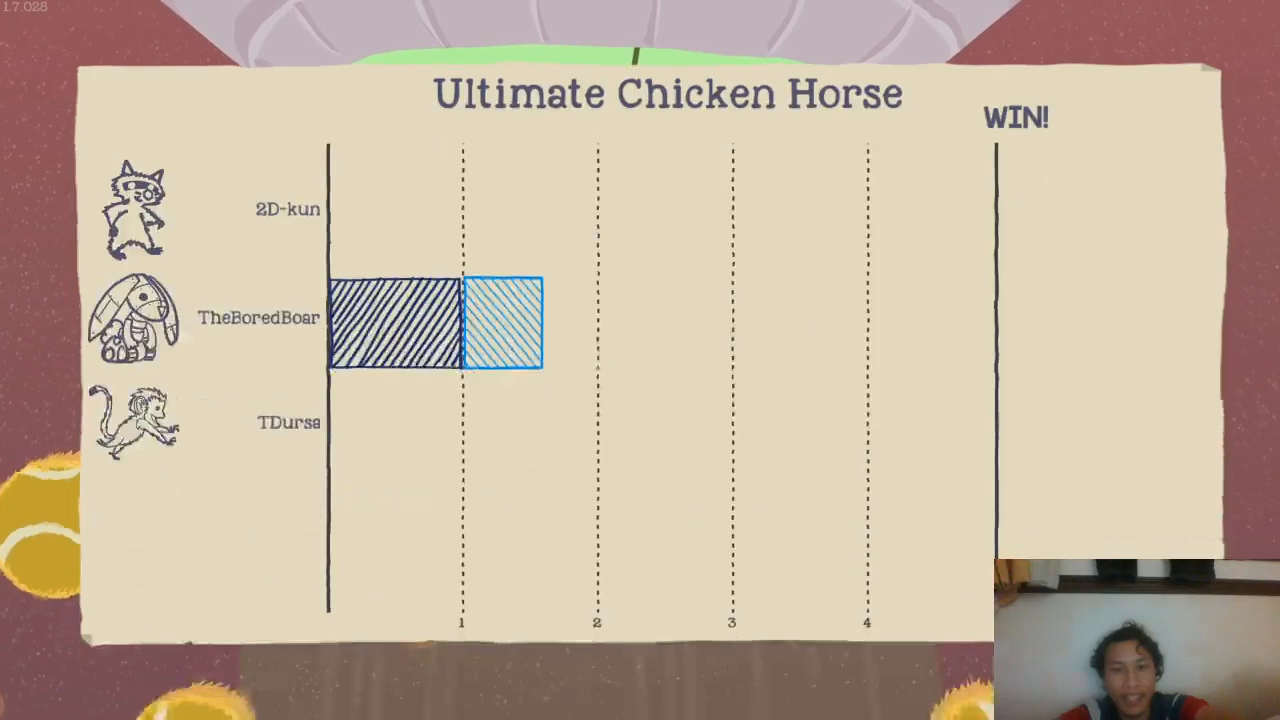 1.7.028
Ultimate Chicken Horse
WIN!
2D-kun
TheBoredBoar
TDursa
1 2 3 4